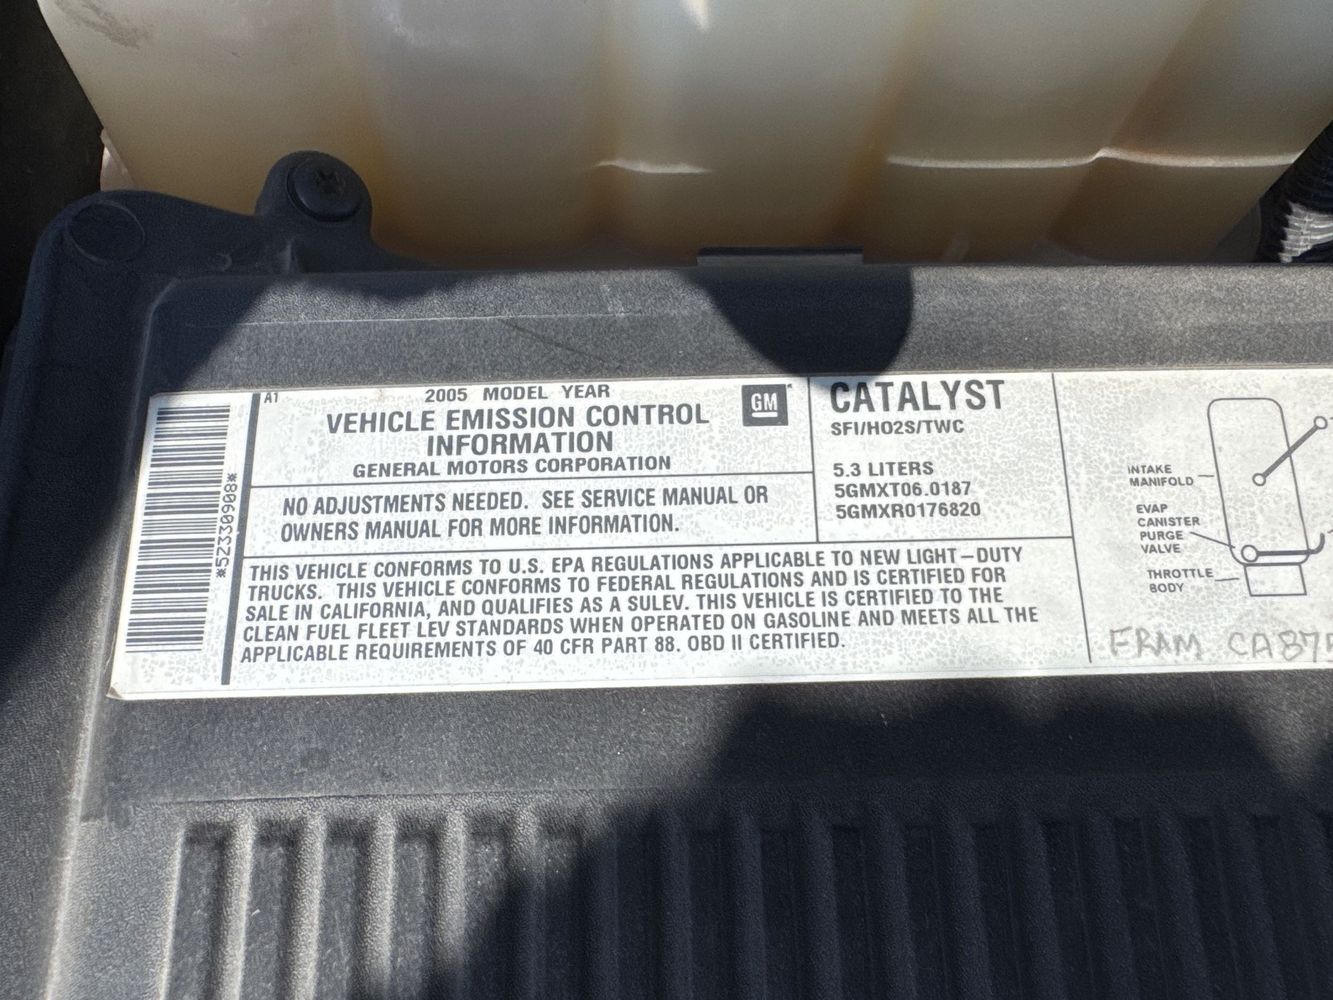 *52330908*
A1
2005 MODEL YEAR
VEHICLE EMISSION CONTROL
INFORMATION
GENERAL MOTORS CORPORATION
GM
NO ADJUSTMENTS NEEDED. SEE SERVICE MANUAL OR
OWNERS MANUAL FOR MORE INFORMATION.
THIS VEHICLE CONFORMS TO U.S. EPA REGULATIONS APPLICABLE TO NEW LIGHT-DUTY
TRUCKS. THIS VEHICLE CONFORMS TO FEDERAL REGULATIONS AND IS CERTIFIED FOR
SALE IN CALIFORNIA, AND QUALIFIES AS A SULEV. THIS VEHICLE IS CERTIFIED TO THE
CLEAN FUEL FLEET LEV STANDARDS WHEN OPERATED ON GASOLINE AND MEETS ALL THE
APPLICABLE REQUIREMENTS OF 40 CFR PART 88. OBD II CERTIFIED.
CATALYST
SFI/HO2S/TWC
5.3 LITERS
5GMXT06.0187
5GMXR0176820
INTAKE
MANIFOLD
EVAP
CANISTER
PURGE
VALVE
THROTTLE
BODY
FRAM